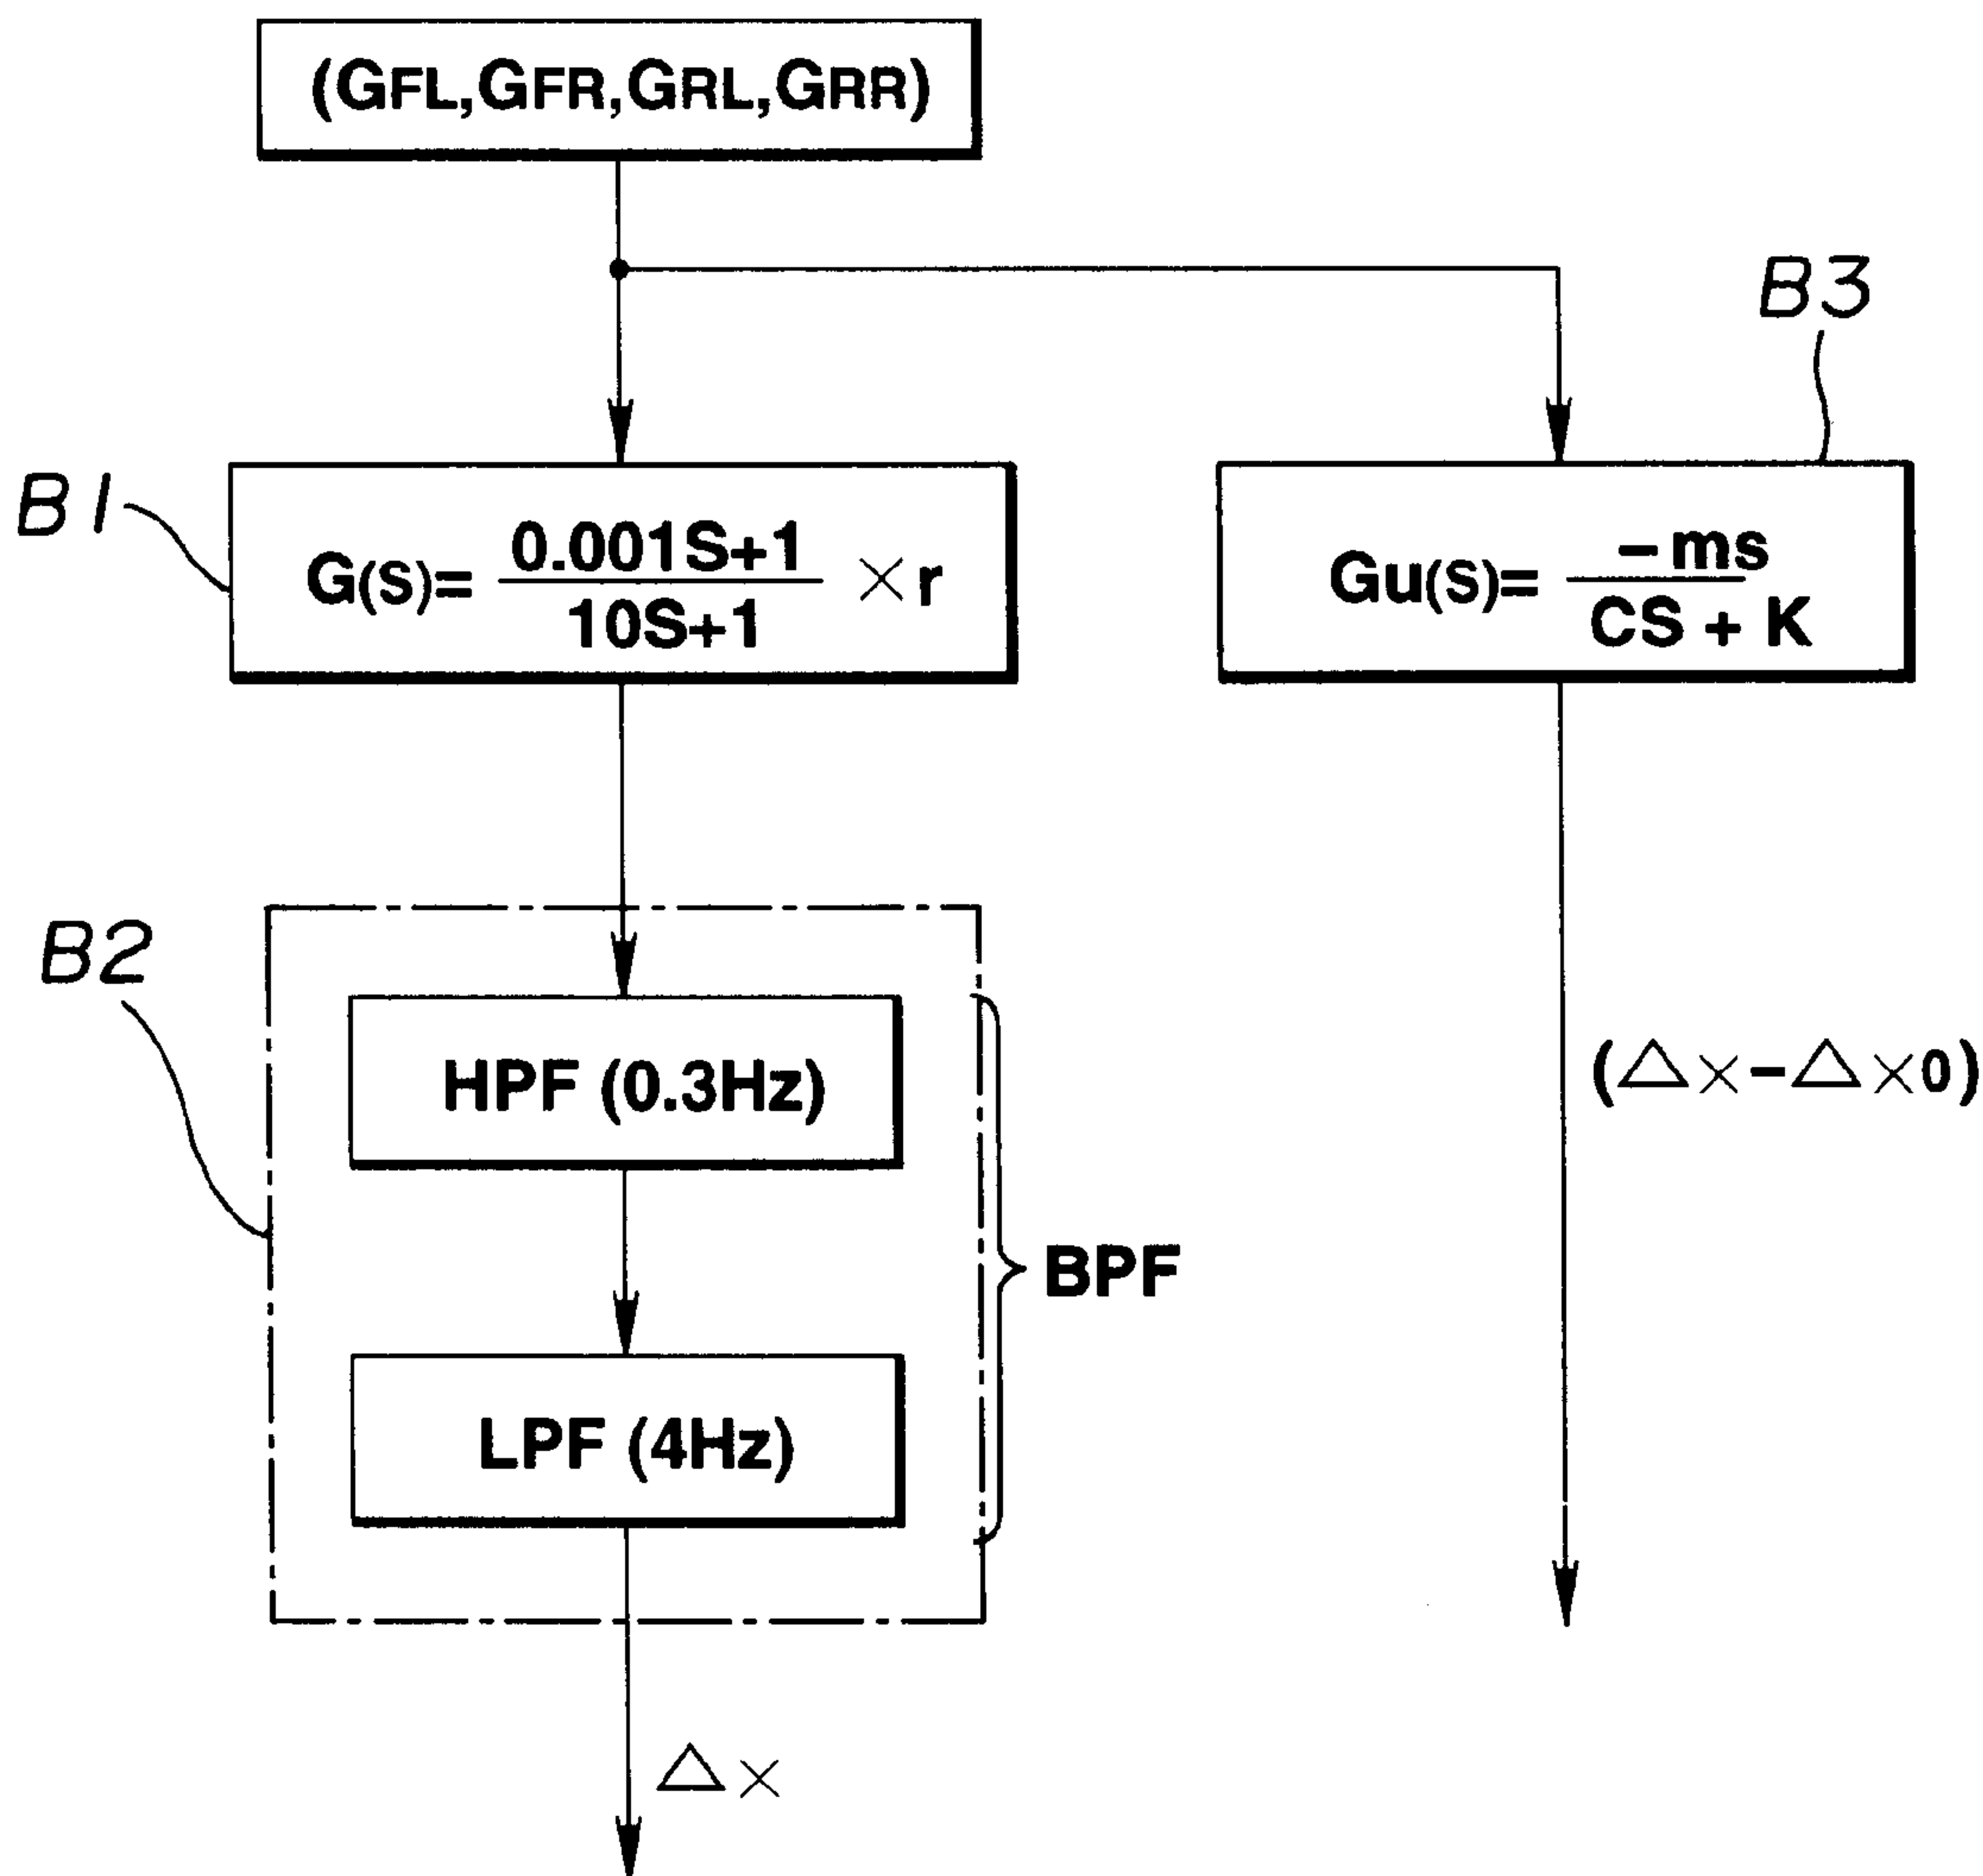 (GFL,GFR,GRL,GRR)
B3
B1
G(S)= 0.001S+1 / 10S+1 ×r
Gu(S)= -ms / CS + K
B2
HPF (0.3Hz)
(△×-△×0)
BPF
LPF (4Hz)
△×